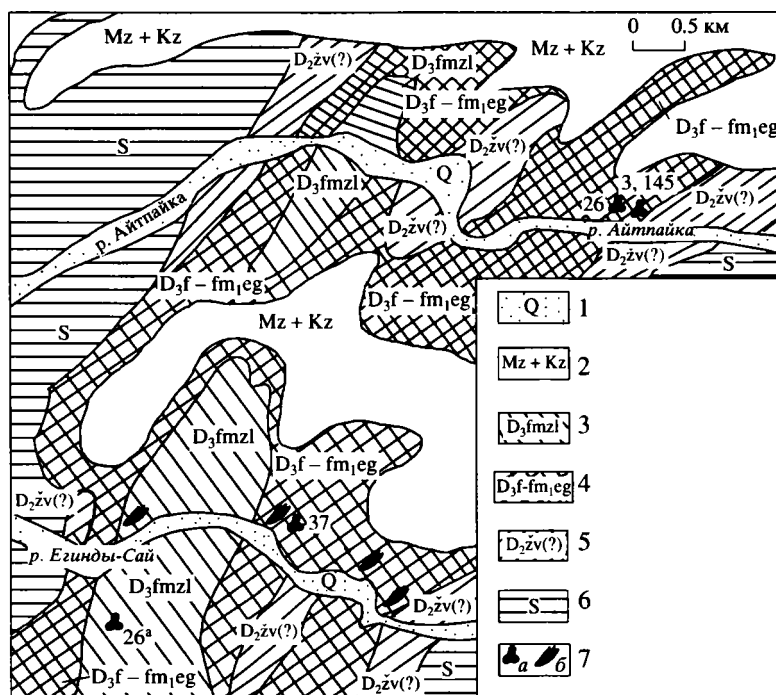 Mz + Kz
Mz + Kz
0 0.5 км
D₂žv(?)
D₃fmzl
D₃f – fm₁eg
D₃f – fm₁eg
S
D₂žv(?)
Q
3, 145
26
D₂žv(?)
D₃fmzl
р. Айтпайка
D₂žv(?)
р. Айтпайка
D₂žv(?)
S
D₃f – fm₁eg
D₃f – fm₁eg
Mz + Kz
S
D₃fmzl
D₃f – fm₁eg
D₂žv(?)
37
р. Егинды-Сай
D₃fmzl
Q
D₂žv(?)
26ᵃ
D₂žv(?)
D₃f – fm₁eg
D₂žv(?)
S
Q 1
Mz + Kz 2
D₃fmzl 3
D₃f-fm₁eg 4
D₂žv(?) 5
S 6
а б 7